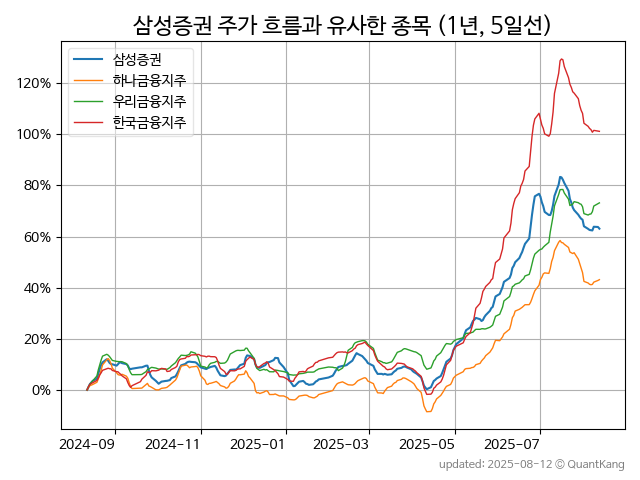 삼성증권 주가 흐름과 유사한 종목 (1년, 5일선)
삼성증권
하나금융지주
우리금융지주
한국금융지주
120%
100%
80%
60%
40%
20%
0%
2024-09 2024-11 2025-01 2025-03 2025-05 2025-07
updated: 2025-08-12 © QuantKang